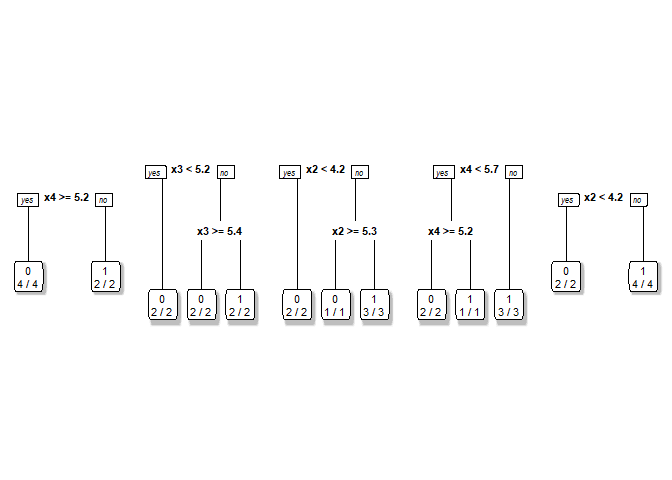 yes x3 < 5.2 no
yes x2 < 4.2 no
yes x4 < 5.7 no
yes x4 >= 5.2 no
yes x2 < 4.2 no
x3 >= 5.4
x2 >= 5.3
x4 >= 5.2
0
4 / 4
1
2 / 2
0
2 / 2
0
2 / 2
1
2 / 2
0
2 / 2
0
1 / 1
1
3 / 3
0
2 / 2
1
1 / 1
1
3 / 3
0
2 / 2
1
4 / 4